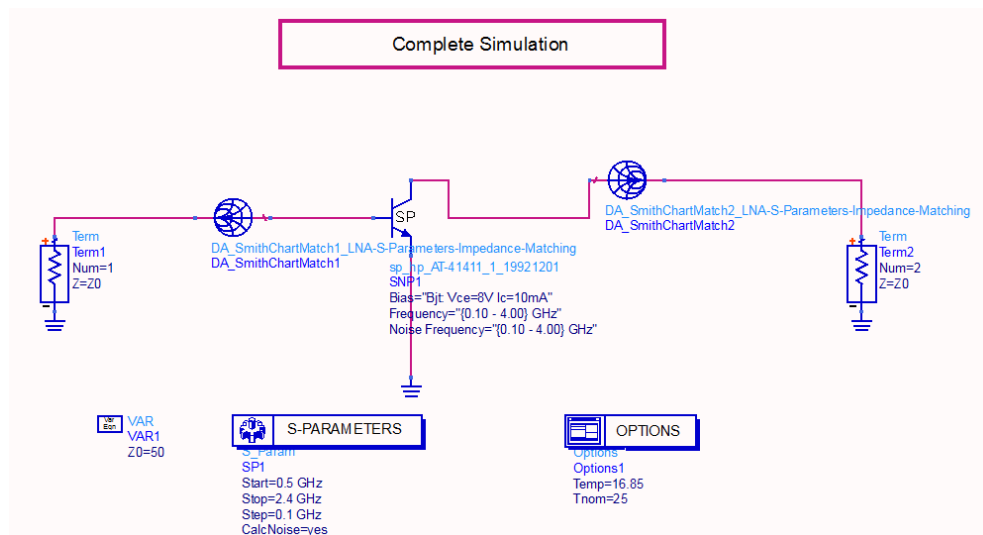 Complete Simulation
DA_SmithChartMatch2_LNA-S-Parameters-Impedance-Matching
DA_SmithChartMatch2
SP
Term
Term1
Num=1
Z=Z0
DA_SmithChartMatch1_LNA-S-Parameters-Impedance-Matching
DA_SmithChartMatch1
sp_hp_AT-41411_1_19921201
SNP1
Bias="Bjt: Vce=8V Ic=10mA"
Frequency="{0.10 - 4.00} GHz"
Noise Frequency="{0.10 - 4.00} GHz"
Term
Term2
Num=2
Z=Z0
Var
Eqn
VAR
VAR1
Z0=50
S-PARAMETERS
S_Param
SP1
Start=0.5 GHz
Stop=2.4 GHz
Step=0.1 GHz
CalcNoise=yes
OPTIONS
Options
Options1
Temp=16.85
Tnom=25